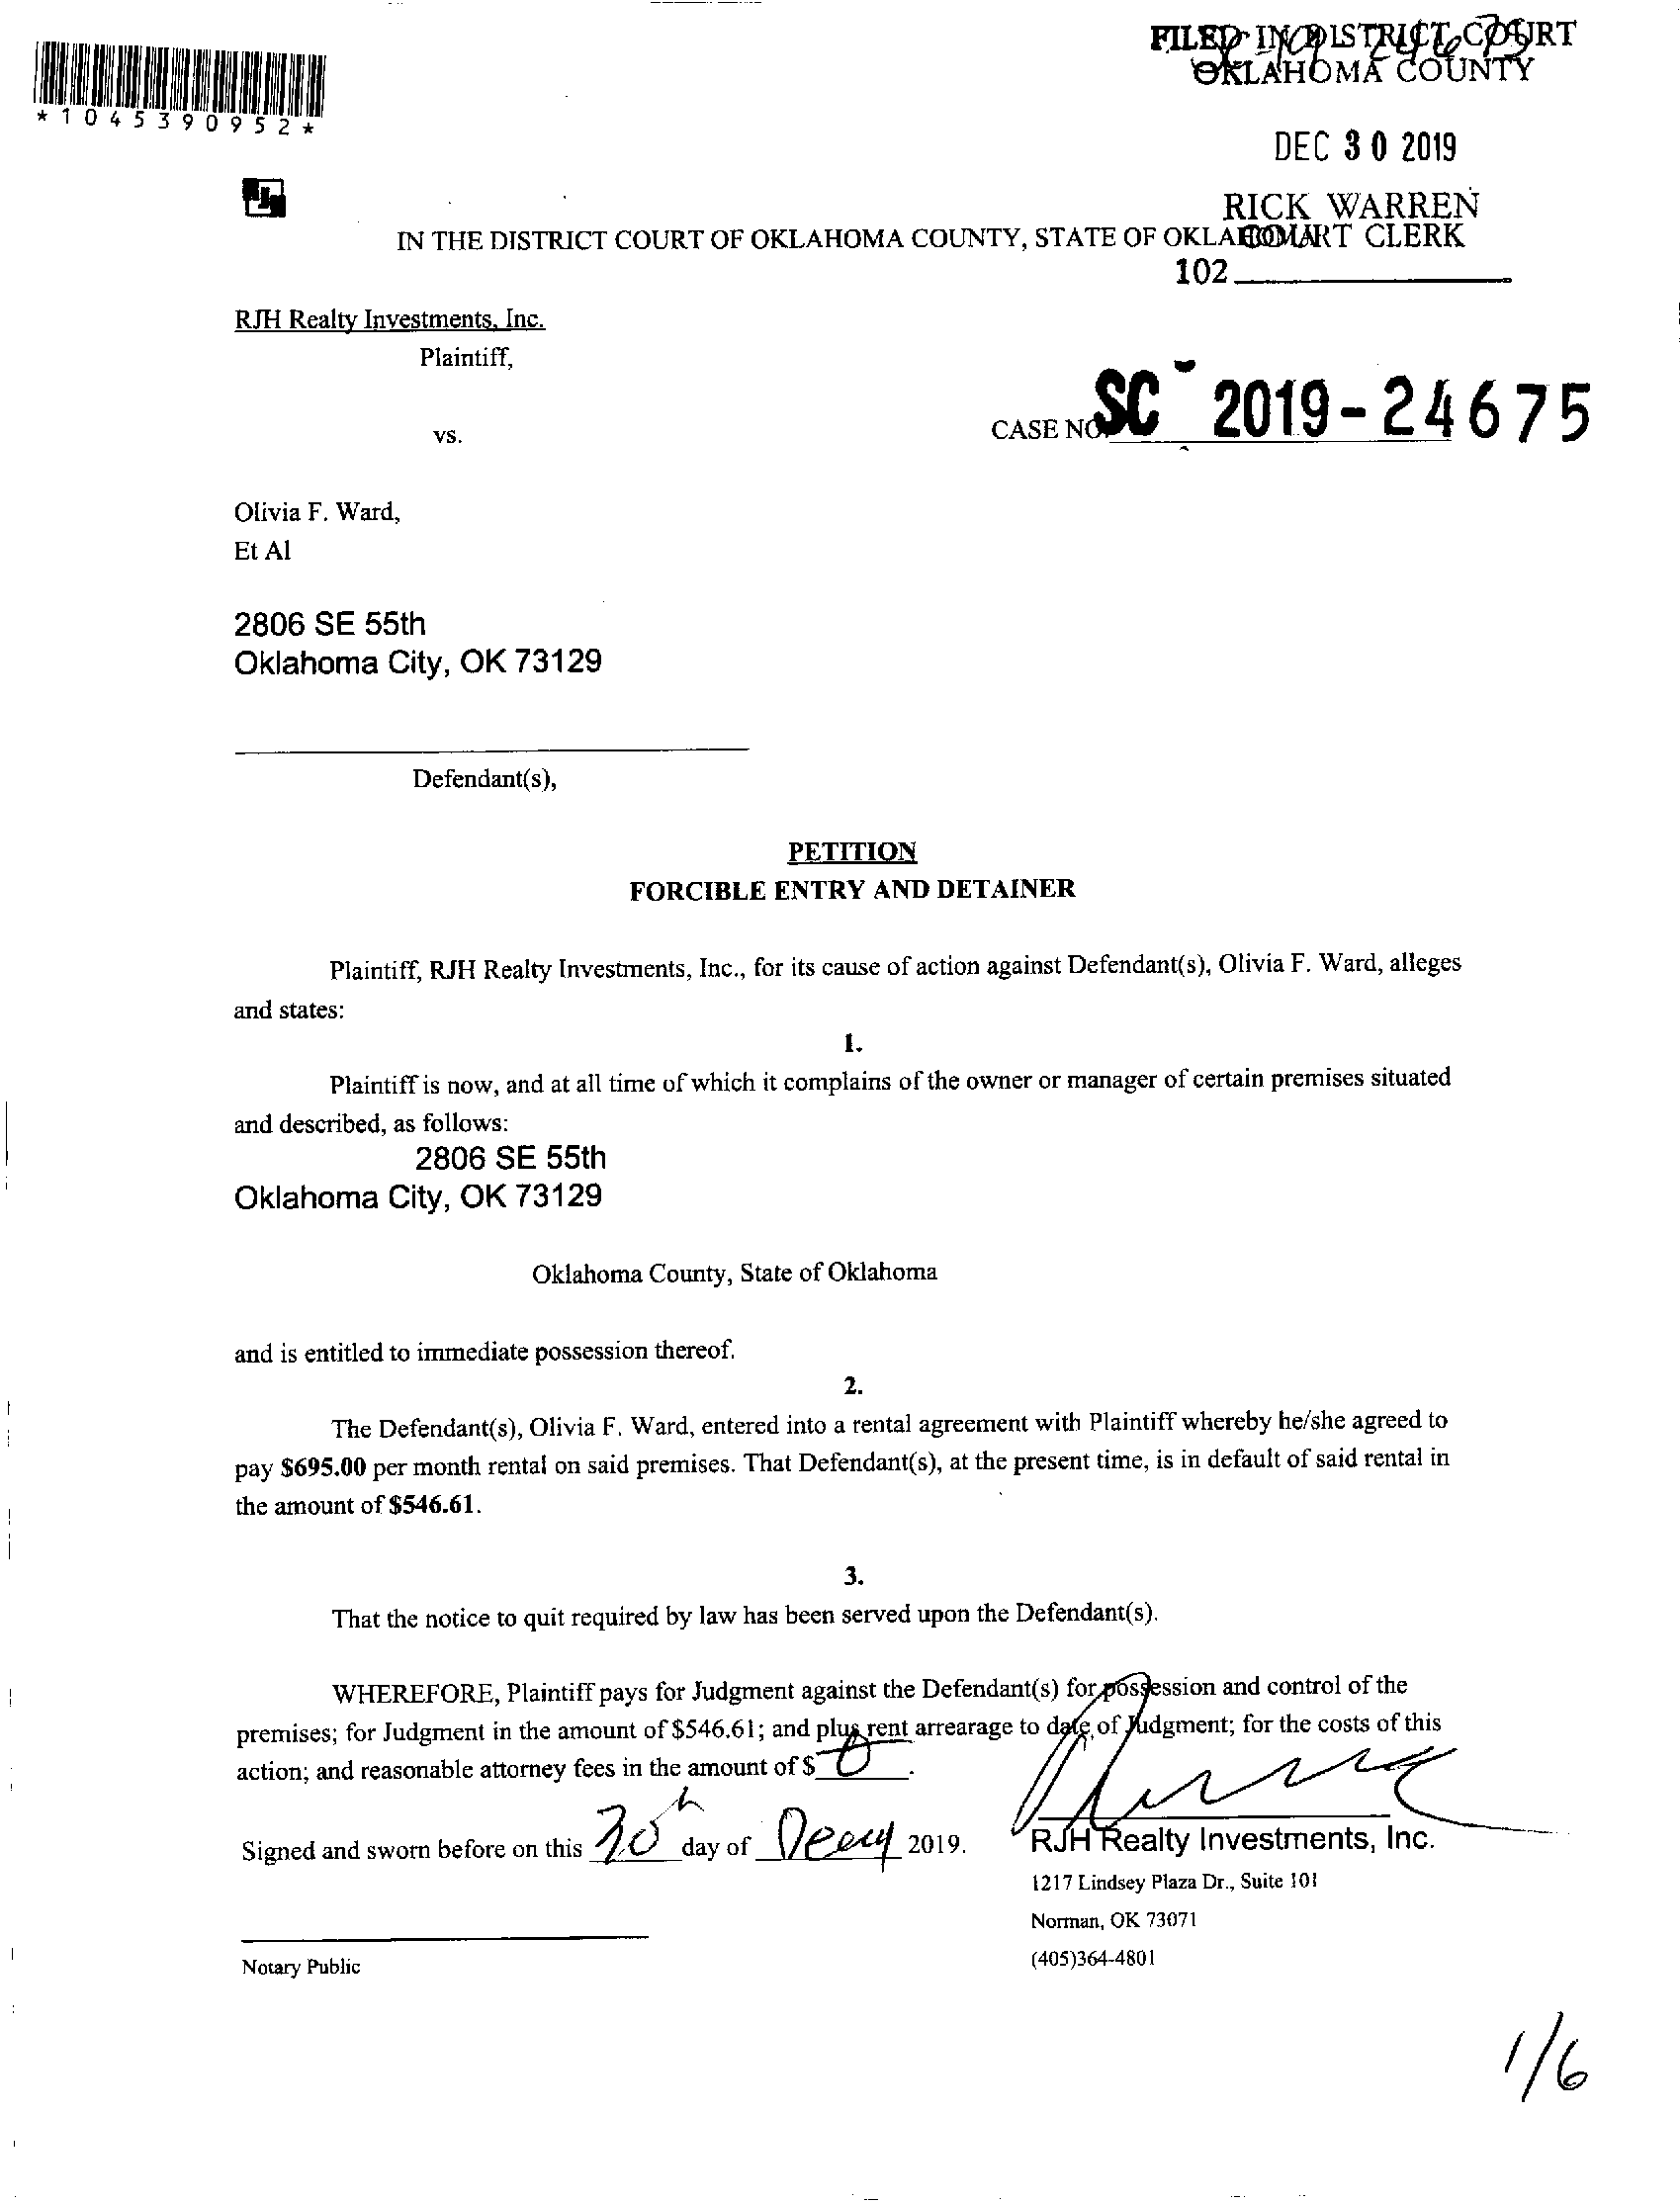 FILED IN DISTRICT COURT
OKLAHOMA COUNTY
*1045390952*
DEC 30 2019
RICK WARREN
COURT CLERK
IN THE DISTRICT COURT OF OKLAHOMA COUNTY, STATE OF OKLAHOMA
102
RJH Realty Investments, Inc.
Plaintiff,
vs.
CASE NO. SC 2019-24675
Olivia F. Ward,
Et Al
2806 SE 55th
Oklahoma City, OK 73129
Defendant(s),
PETITION
FORCIBLE ENTRY AND DETAINER
Plaintiff, RJH Realty Investments, Inc., for its cause of action against Defendant(s), Olivia F. Ward, alleges
and states:
1.
Plaintiff is now, and at all time of which it complains of the owner or manager of certain premises situated
and described, as follows:
2806 SE 55th
Oklahoma City, OK 73129
Oklahoma County, State of Oklahoma
and is entitled to immediate possession thereof.
2.
The Defendant(s), Olivia F. Ward, entered into a rental agreement with Plaintiff whereby he/she agreed to
pay $695.00 per month rental on said premises. That Defendant(s), at the present time, is in default of said rental in
the amount of $546.61.
3.
That the notice to quit required by law has been served upon the Defendant(s).
WHEREFORE, Plaintiff pays for Judgment against the Defendant(s) for possession and control of the
premises; for Judgment in the amount of $546.61; and plus rent arrearage to date of Judgment; for the costs of this
action; and reasonable attorney fees in the amount of $ 0.
Signed and sworn before on this 30th day of 2019.
RJH Realty Investments, Inc.
1217 Lindsey Plaza Dr., Suite 101
Norman, OK 73071
(405)364-4801
Notary Public
1/6